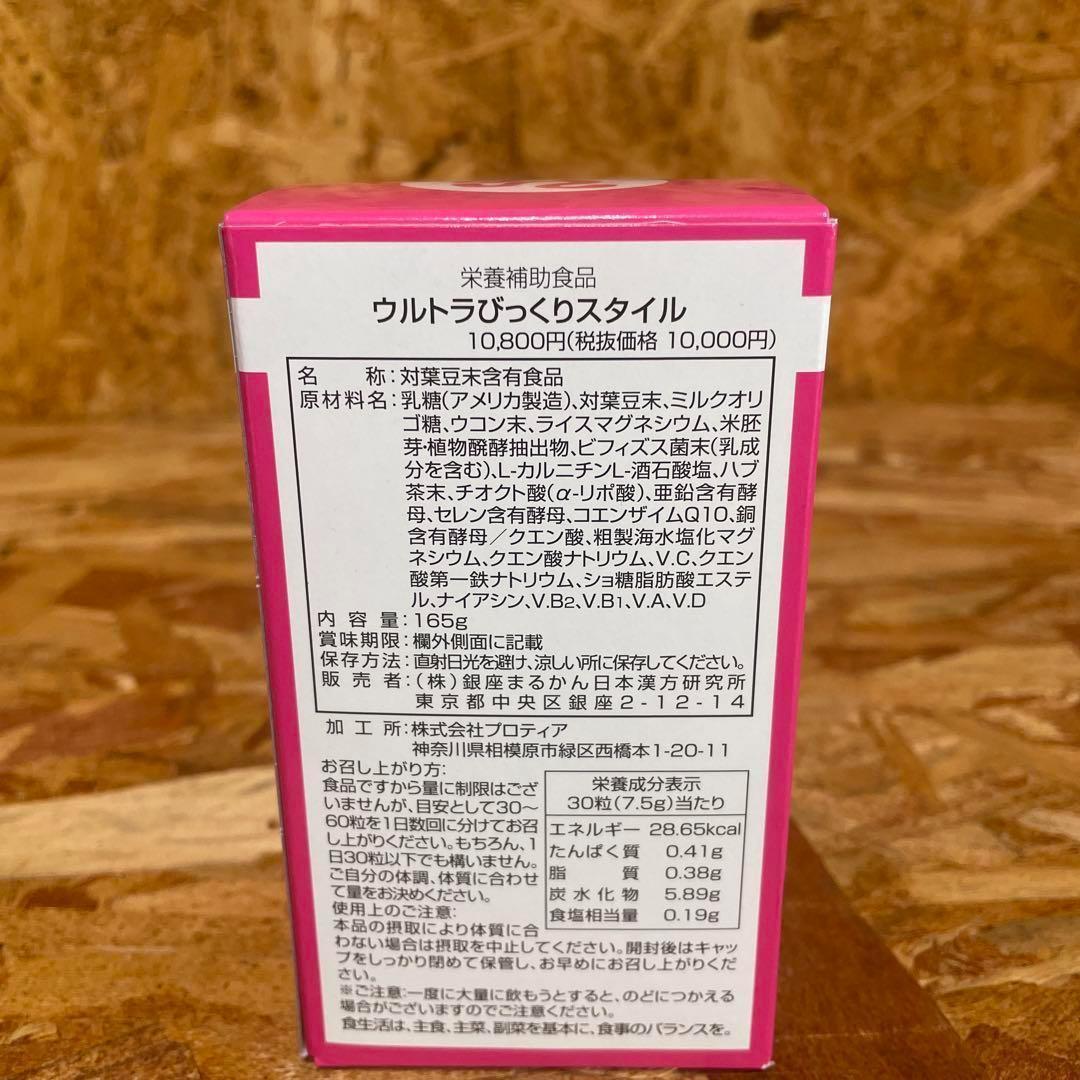 栄養補助食品
ウルトラびっくりスタイル
10,800円(税抜価格 10,000円)
名 称:対葉豆末含有食品
原材料名:乳糖(アメリカ製造)、対葉豆末、ミルクオリ
ゴ糖、ウコン末、ライスマグネシウム、米胚
芽・植物醗酵抽出物、ビフィズス菌末(乳成
分を含む)、L-カルニチンL-酒石酸塩、ハブ
茶末、チオクト酸(α-リポ酸)、亜鉛含有酵
母、セレン含有酵母、コエンザイムQ10、銅
含有酵母／クエン酸、粗製海水塩化マグ
ネシウム、クエン酸ナトリウム、V.C、クエン
酸第一鉄ナトリウム、ショ糖脂肪酸エステ
ル、ナイアシン、V.B2、V.B1、V.A、V.D
内 容 量:165g
賞味期限:欄外側面に記載
保存方法:直射日光を避け、涼しい所に保存してください。
販 売 者:(株)銀座まるかん日本漢方研究所
東京都中央区銀座2-12-14
加 工 所:株式会社プロティア
神奈川県相模原市緑区西橋本1-20-11
お召し上がり方:
食品ですから量に制限はござ
いませんが、目安として30〜
60粒を1日数回に分けてお召
し上がりください。もちろん、1
日30粒以下でも構いません。
ご自分の体調、体質に合わせ
て量をお決めください。
使用上のご注意:
本品の摂取により体質に合
わない場合は摂取を中止してください。開封後はキャッ
プをしっかり閉めて保管し、お早めにお召し上がりくだ
さい。
※ご注意:一度に大量に飲もうとすると、のどにつかえる
場合がございますのでご注意ください。
食生活は、主食、主菜、副菜を基本に、食事のバランスを。
栄養成分表示
30粒(7.5g)当たり
エネルギー 28.65kcal
たんぱく質 0.41g
脂 質 0.38g
炭水化物 5.89g
食塩相当量 0.19g